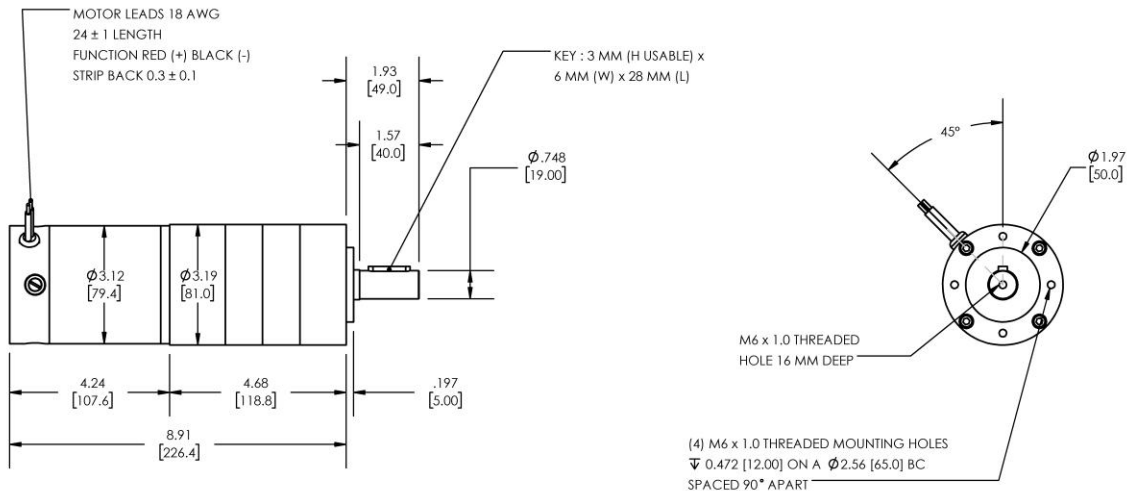 MOTOR LEADS 18 AWG
24 ± 1 LENGTH
FUNCTION RED (+) BLACK (-)
STRIP BACK 0.3 ± 0.1
1.93
[49.0]
KEY : 3 MM (H USABLE) x
6 MM (W) x 28 MM (L)
1.57
[40.0]
Ø.748
[19.00]
45°
Ø1.97
[50.0]
Ø3.12
[79.4]
Ø3.19
[81.0]
M6 x 1.0 THREADED
HOLE 16 MM DEEP
4.24
[107.6]
4.68
[118.8]
.197
[5.00]
8.91
[226.4]
(4) M6 x 1.0 THREADED MOUNTING HOLES
↧ 0.472 [12.00] ON A Ø2.56 [65.0] BC
SPACED 90° APART